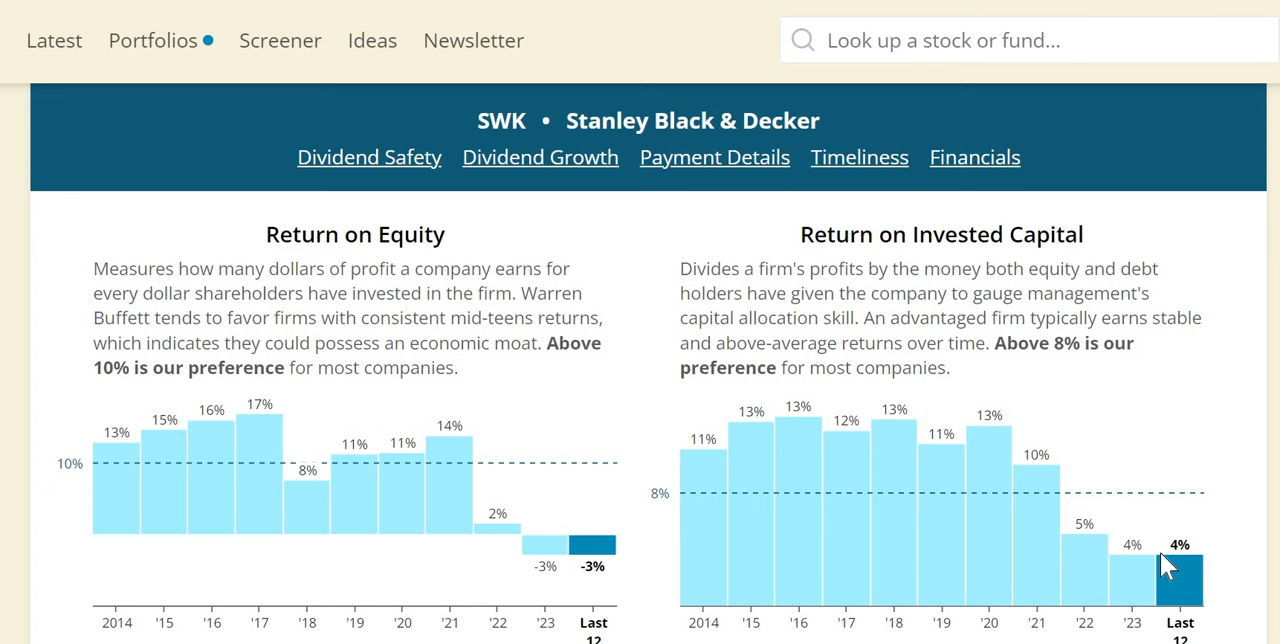 Latest Portfolios Screener Ideas Newsletter Look up a stock or fund...
SWK • Stanley Black & Decker
Dividend Safety Dividend Growth Payment Details Timeliness Financials
Return on Equity
Measures how many dollars of profit a company earns for
every dollar shareholders have invested in the firm. Warren
Buffett tends to favor firms with consistent mid-teens returns,
which indicates they could possess an economic moat. Above
10% is our preference for most companies.
13% 15% 16% 17% 8% 11% 11% 14% 2% -3% -3%
10%
2014 '15 '16 '17 '18 '19 '20 '21 '22 '23 Last
12
Return on Invested Capital
Divides a firm's profits by the money both equity and debt
holders have given the company to gauge management's
capital allocation skill. An advantaged firm typically earns stable
and above-average returns over time. Above 8% is our
preference for most companies.
11% 13% 13% 12% 13% 11% 13% 10% 5% 4% 4%
8%
2014 '15 '16 '17 '18 '19 '20 '21 '22 '23 Last
12